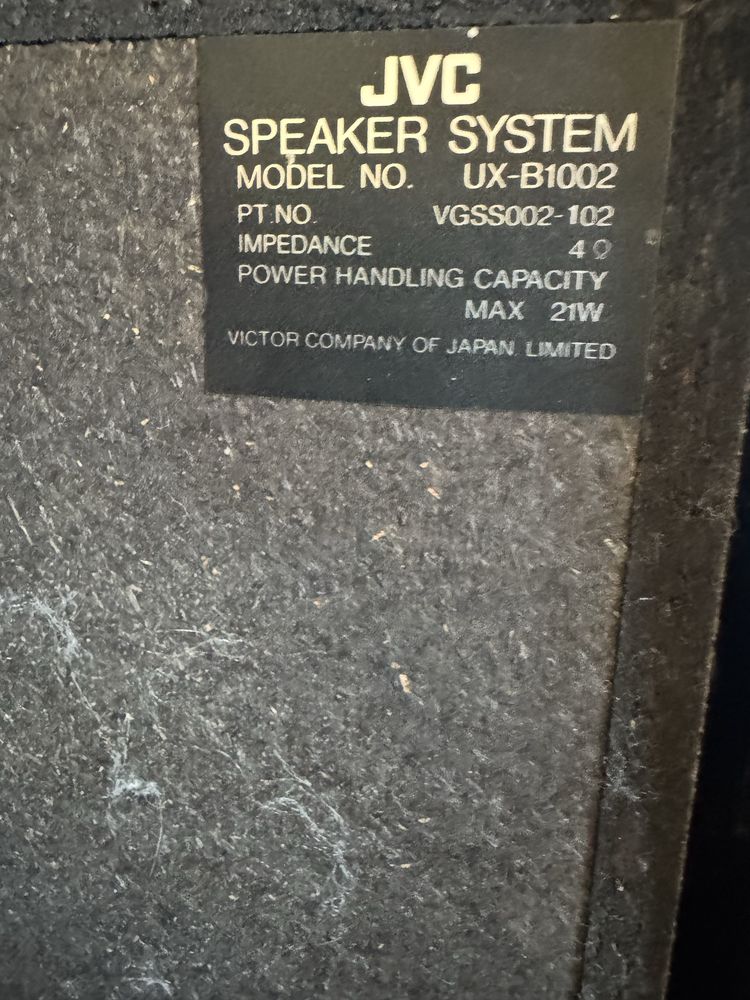 JVC
SPEAKER SYSTEM
MODEL NO. UX-B1002
PT.NO. VGSS002-102
IMPEDANCE 4Ω
POWER HANDLING CAPACITY
MAX 21W
VICTOR COMPANY OF JAPAN, LIMITED